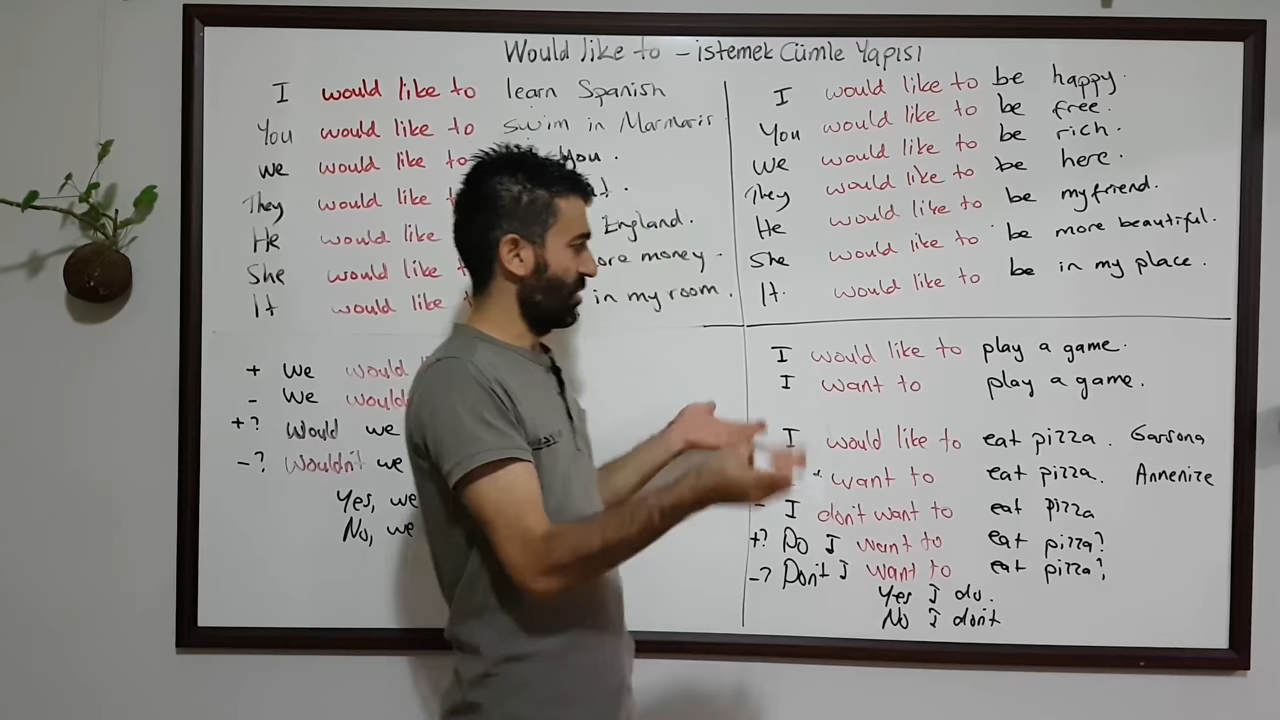 Would like to - istemek Cümle Yapısı
I would like to learn Spanish
You would like to swim in Marmaris
We would like to you.
They would like
He would like England.
She would like more money.
It would like in my room.
I would like to be happy.
You would like to be free.
We would like to be rich.
They would like to be here.
He would like to be my friend.
She would like to be more beautiful.
It. would like to be in my place.
+ We would
- We would
+? Would we
-? Wouldn't we
Yes, we
No, we
I would like to play a game.
I want to play a game.
I would like to eat pizza. Garsona
want to eat pizza. Annenize
- I don't want to eat pizza
+? Do I want to eat pizza?
-? Don't I want to eat pizza?
Yes I do.
No I don't